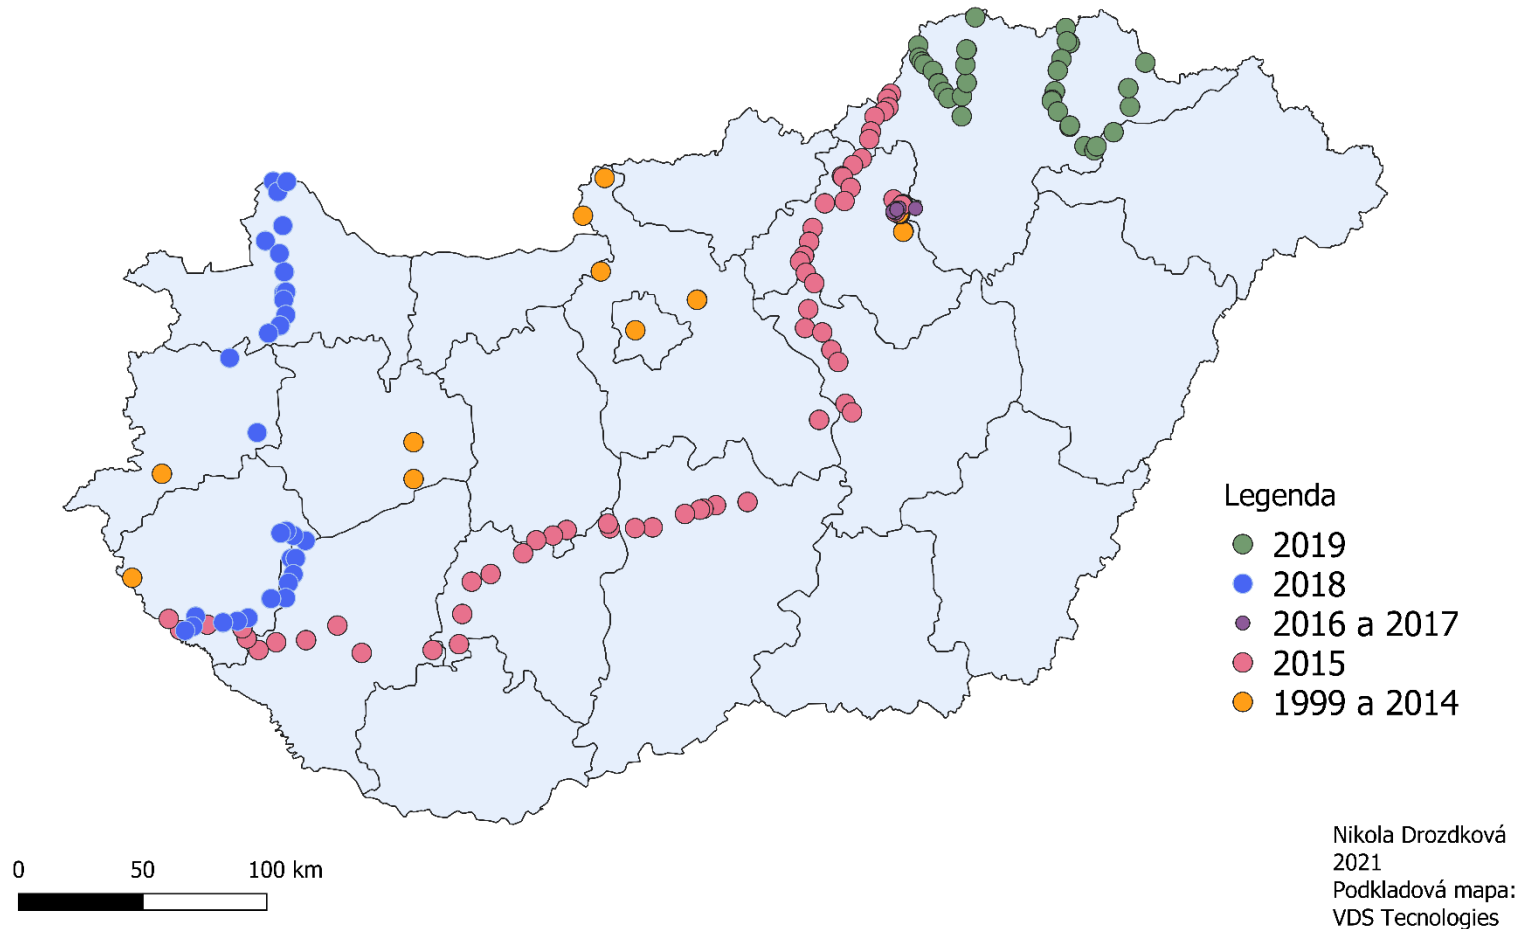 Legenda
2019
2018
2016 a 2017
2015
1999 a 2014
0 50 100 km
Nikola Drozdková
2021
Podkladová mapa:
VDS Tecnologies